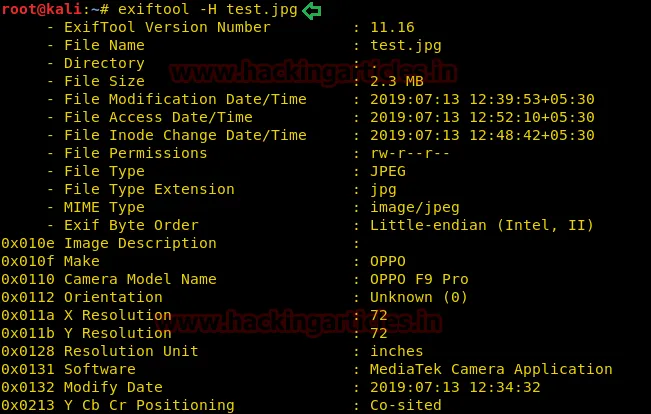 root@kali:~# exiftool -H test.jpg
- ExifTool Version Number : 11.16
- File Name : test.jpg
- Directory : .
www.hackingarticles.in
- File Size : 2.3 MB
- File Modification Date/Time : 2019:07:13 12:39:53+05:30
- File Access Date/Time : 2019:07:13 12:52:10+05:30
- File Inode Change Date/Time : 2019:07:13 12:48:42+05:30
- File Permissions : rw-r--r--
- File Type : JPEG
- File Type Extension : jpg
- MIME Type : image/jpeg
- Exif Byte Order : Little-endian (Intel, II)
0x010e Image Description :
0x010f Make : OPPO
0x0110 Camera Model Name : OPPO F9 Pro
0x0112 Orientation : Unknown (0)
0x011a X Resolution : 72
www.hackingarticles.in
0x011b Y Resolution : 72
0x0128 Resolution Unit : inches
0x0131 Software : MediaTek Camera Application
0x0132 Modify Date : 2019:07:13 12:34:32
0x0213 Y Cb Cr Positioning : Co-sited